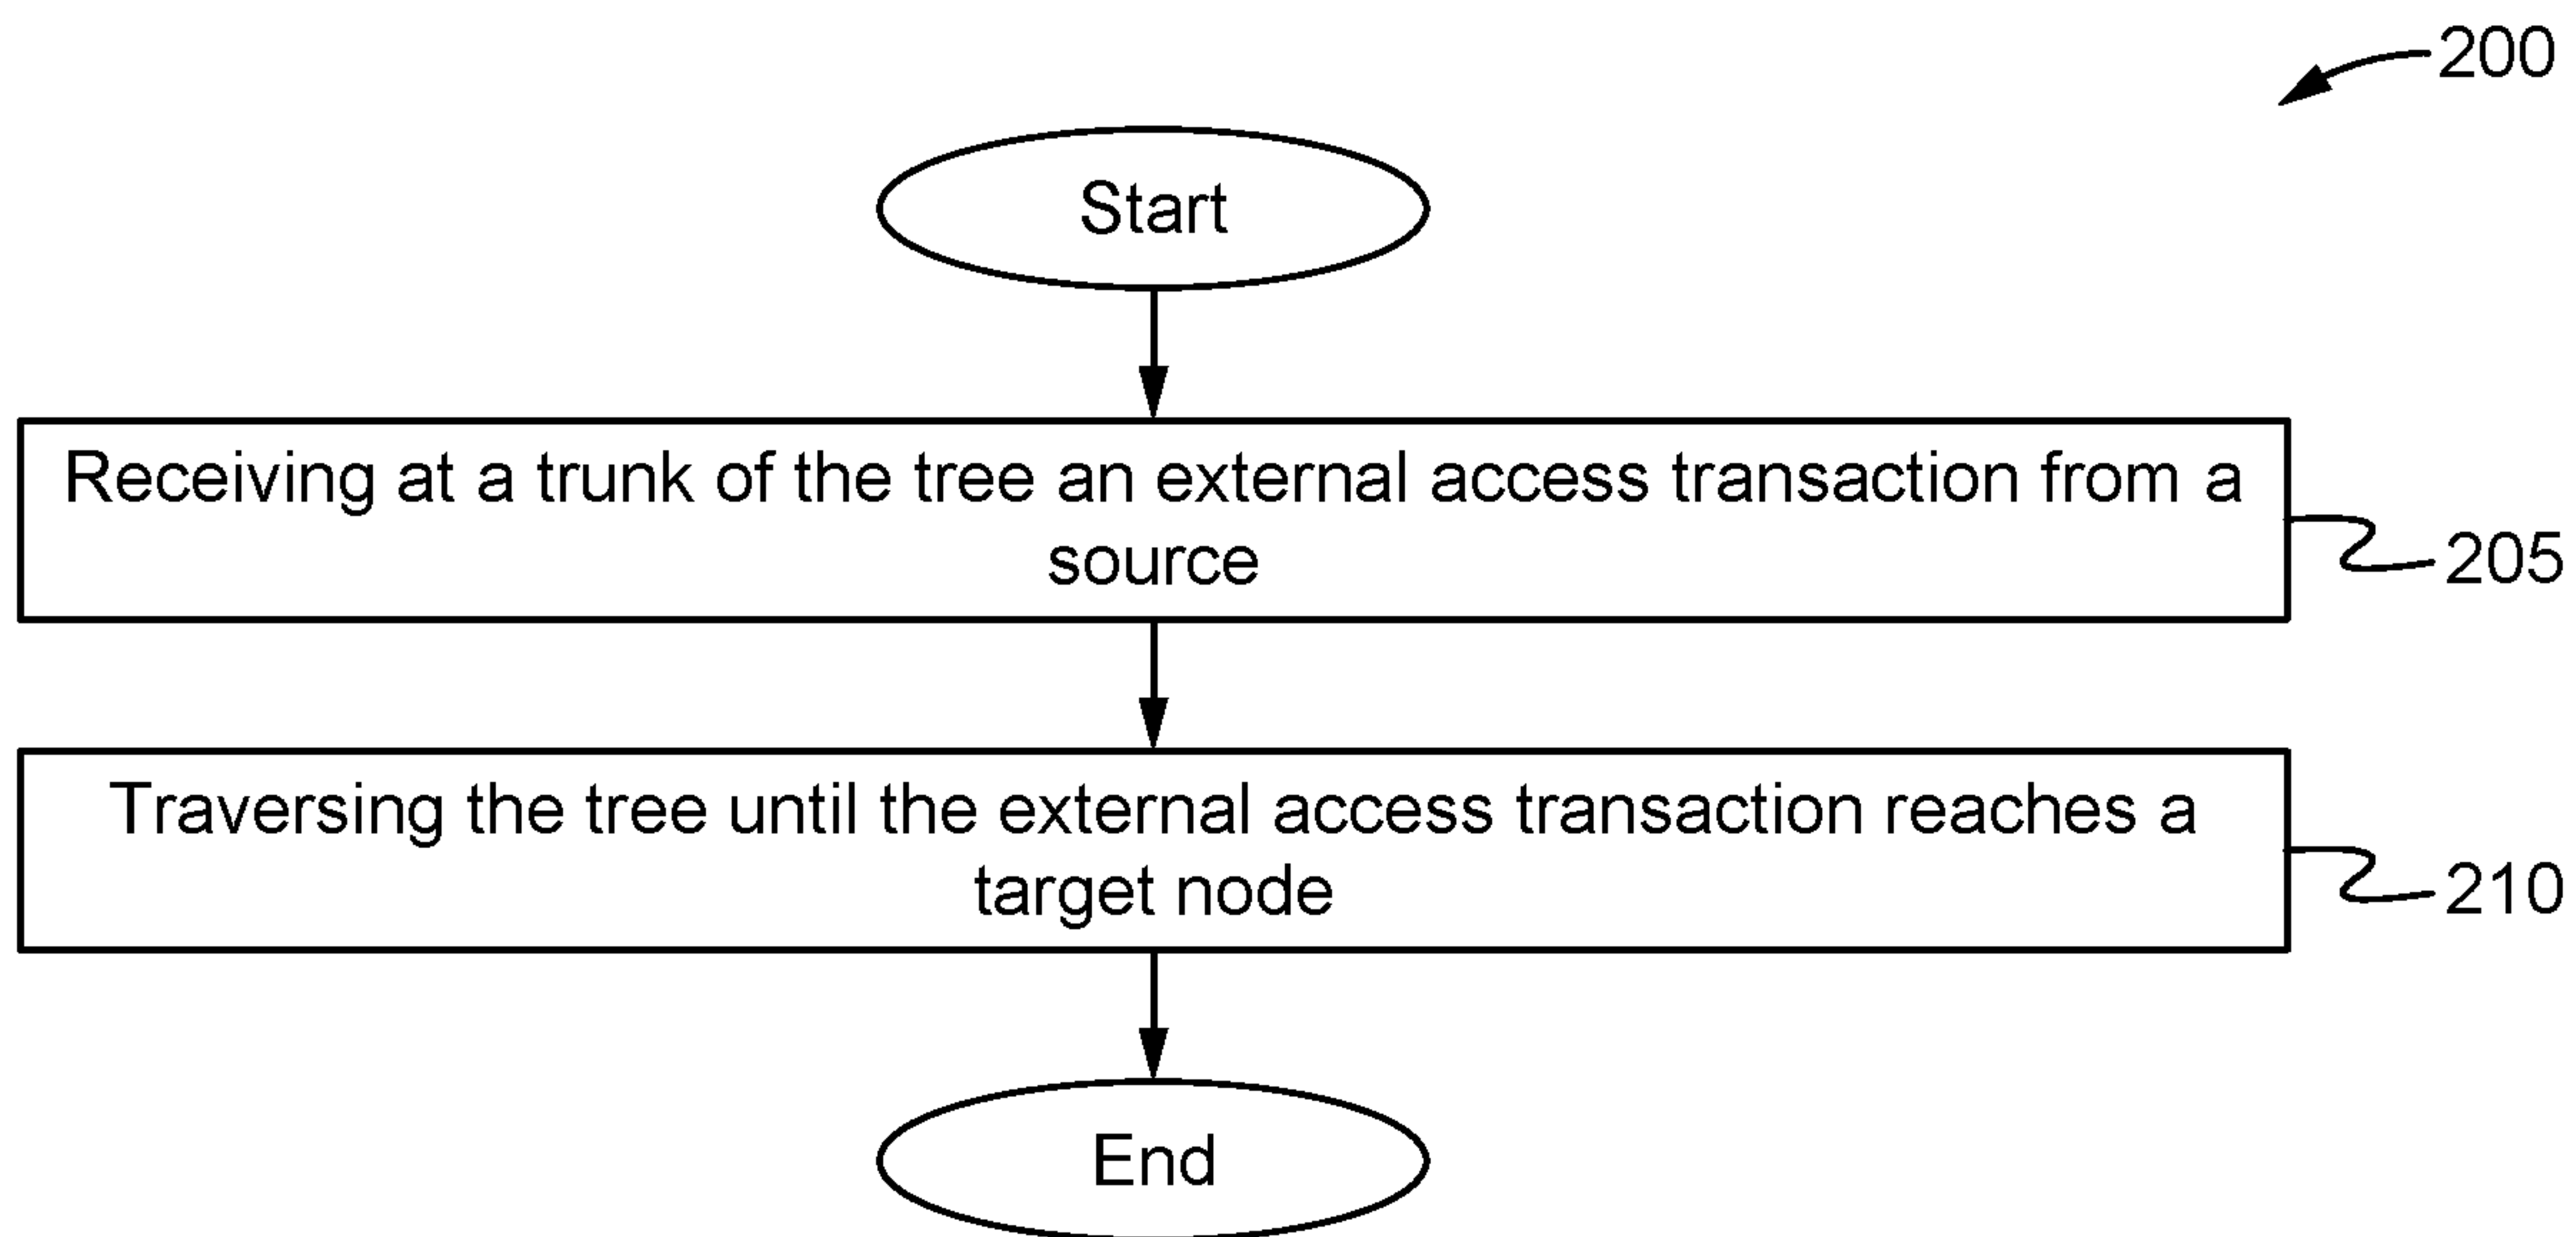 200
Start
Receiving at a trunk of the tree an external access transaction from a
source
205
Traversing the tree until the external access transaction reaches a
target node
210
End